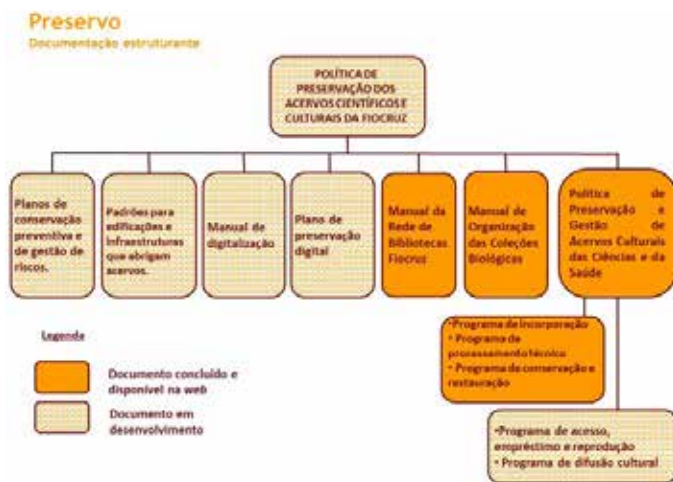 Preservo
Documentação estruturante
POLÍTICA DE
PRESERVAÇÃO DOS
ACERVOS CIENTÍFICOS E
CULTURAIS DA FIOCRUZ
Planos de
conservação
preventiva e
de gestão de
riscos.
Padrões para
edificações e
infraestruturas
que abrigam
acervos.
Manual de
digitalização
Plano de
preservação
digital
Manual da
Rede de
Bibliotecas
Fiocruz
Manual de
Organização
das Coleções
Biológicas
Política de
Preservação e
Gestão de
Acervos Culturais
das Ciências e da
Saúde
•Programa de incorporação
• Programa de
processamento técnico
• Programa de conservação e
restauração
•Programa de acesso,
empréstimo e reprodução
• Programa de difusão cultural
Legenda
Documento concluído e
disponível na web
Documento em
desenvolvimento